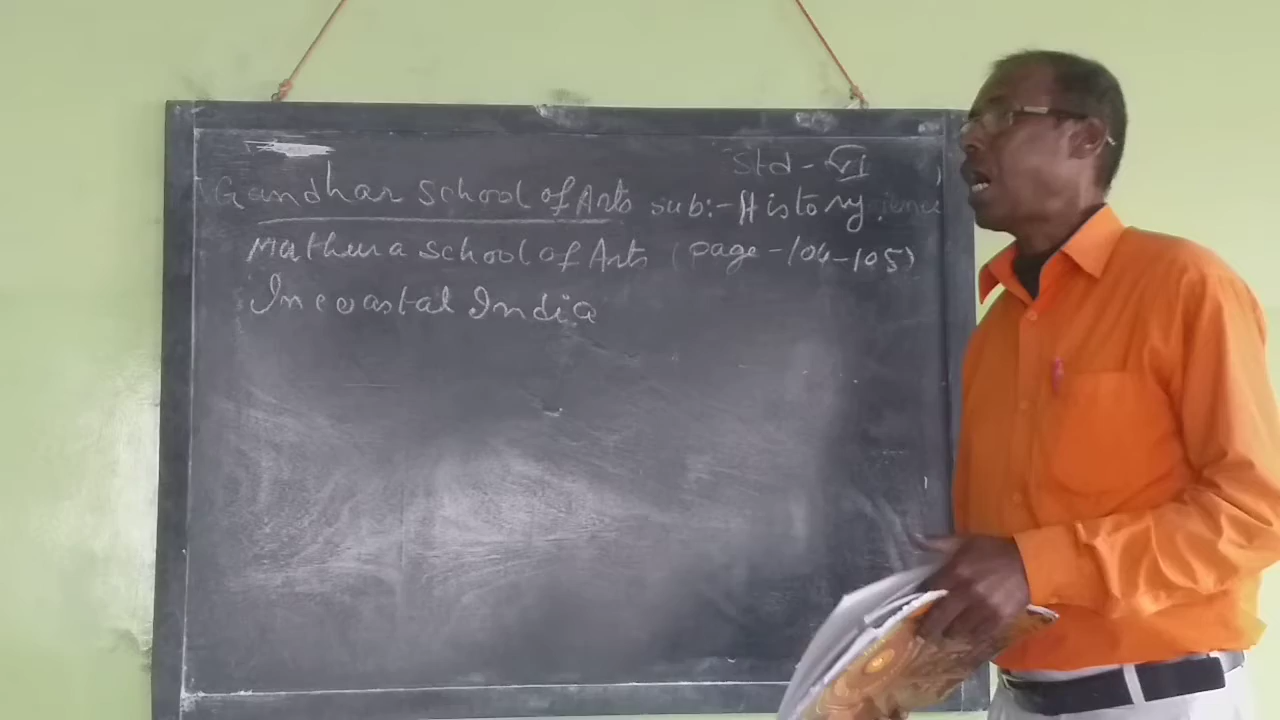 Std - VI
Gandhar School of Arts sub:- History.
Mathura School of Arts (page - 104-105)
In coastal India